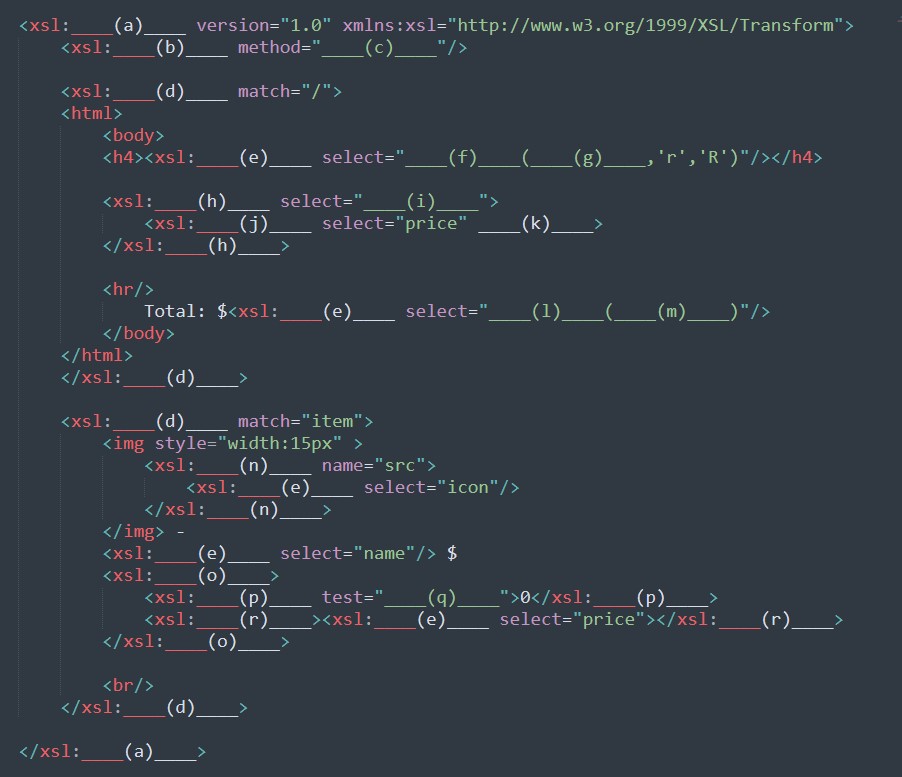 <xsl:____(a)____ version="1.0" xmlns:xsl="http://www.w3.org/1999/XSL/Transform">
<xsl:____(b)____ method="____(c)____"/>
<xsl:____(d)____ match="/">
<html>
<body>
<h4><xsl:____(e)____ select="____(f)____(____(g)____,'r','R')"/></h4>
<xsl:____(h)____ select="____(i)____">
<xsl:____(j)____ select="price" ____(k)____>
</xsl:____(h)____>
<hr/>
Total: $<xsl:____(e)____ select="____(l)____(____(m)____)"/>
</body>
</html>
</xsl:____(d)____>
<xsl:____(d)____ match="item">
<img style="width:15px" >
<xsl:____(n)____ name="src">
<xsl:____(e)____ select="icon"/>
</xsl:____(n)____>
</img> -
<xsl:____(e)____ select="name"/> $
<xsl:____(o)____>
<xsl:____(p)____ test="____(q)____">0</xsl:____(p)____>
<xsl:____(r)____><xsl:____(e)____ select="price"></xsl:____(r)____>
</xsl:____(o)____>
<br/>
</xsl:____(d)____>
</xsl:____(a)____>